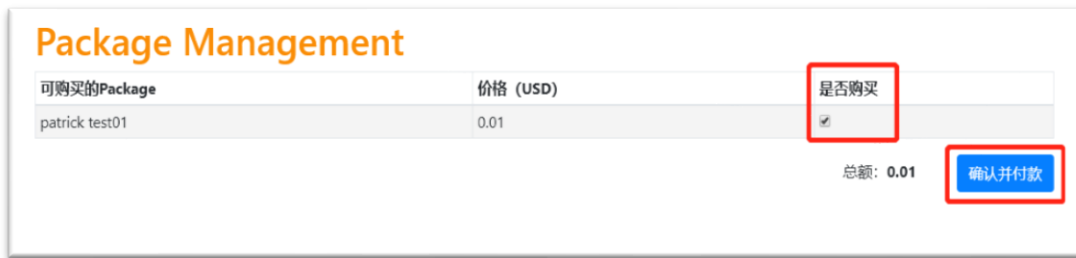 Package Management
可购买的Package 价格（USD） 是否购买
patrick test01 0.01
总额：0.01 确认并付款